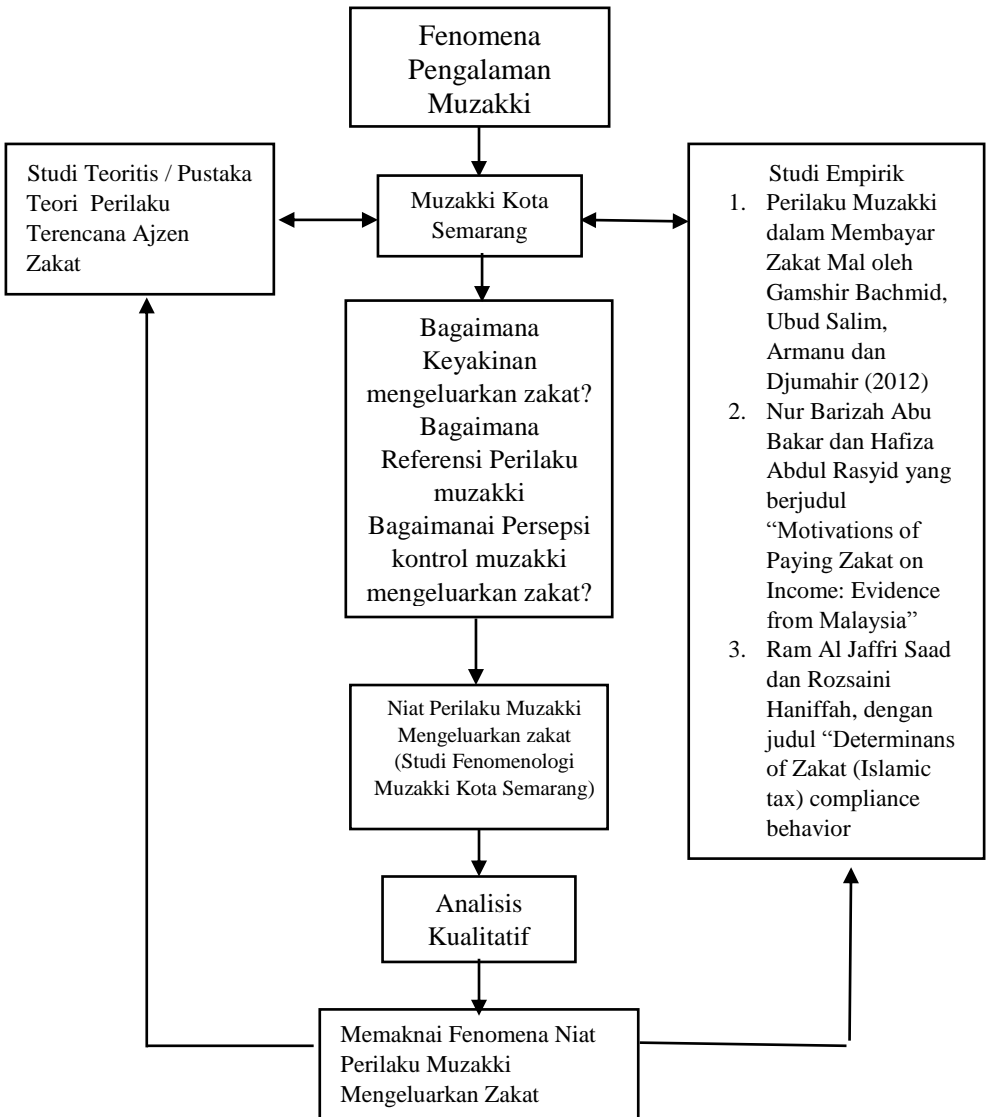 Fenomena
Pengalaman
Muzakki
Studi Teoritis / Pustaka
Teori Perilaku
Terencana Ajzen
Zakat
Muzakki Kota
Semarang
Studi Empirik
1. Perilaku Muzakki
dalam Membayar
Zakat Mal oleh
Gamshir Bachmid,
Ubud Salim,
Armanu dan
Djumahir (2012)
2. Nur Barizah Abu
Bakar dan Hafiza
Abdul Rasyid yang
berjudul
“Motivations of
Paying Zakat on
Income: Evidence
from Malaysia”
3. Ram Al Jaffri Saad
dan Rozsaini
Haniffah, dengan
judul “Determinans
of Zakat (Islamic
tax) compliance
behavior
Bagaimana
Keyakinan
mengeluarkan zakat?
Bagaimana
Referensi Perilaku
muzakki
Bagaimanai Persepsi
kontrol muzakki
mengeluarkan zakat?
Niat Perilaku Muzakki
Mengeluarkan zakat
(Studi Fenomenologi
Muzakki Kota Semarang)
Analisis
Kualitatif
Memaknai Fenomena Niat
Perilaku Muzakki
Mengeluarkan Zakat